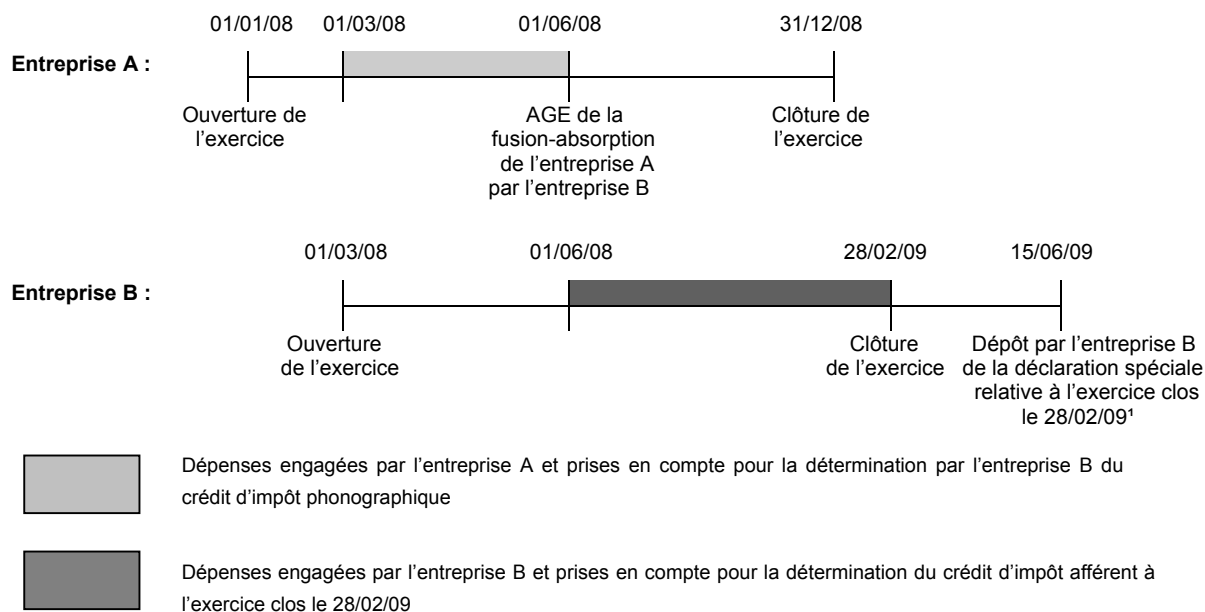 01/01/08 01/03/08 01/06/08 31/12/08
Entreprise A :
Ouverture de
l’exercice
AGE de la
fusion-absorption
de l’entreprise A
par l’entreprise B
Clôture de
l’exercice
01/03/08 01/06/08 28/02/09 15/06/09
Entreprise B :
Ouverture
de l’exercice
Clôture
de l’exercice
Dépôt par l’entreprise B
de la déclaration spéciale
relative à l’exercice clos
le 28/02/09¹
Dépenses engagées par l’entreprise A et prises en compte pour la détermination par l’entreprise B du
crédit d’impôt phonographique
Dépenses engagées par l’entreprise B et prises en compte pour la détermination du crédit d’impôt afférent à
l’exercice clos le 28/02/09